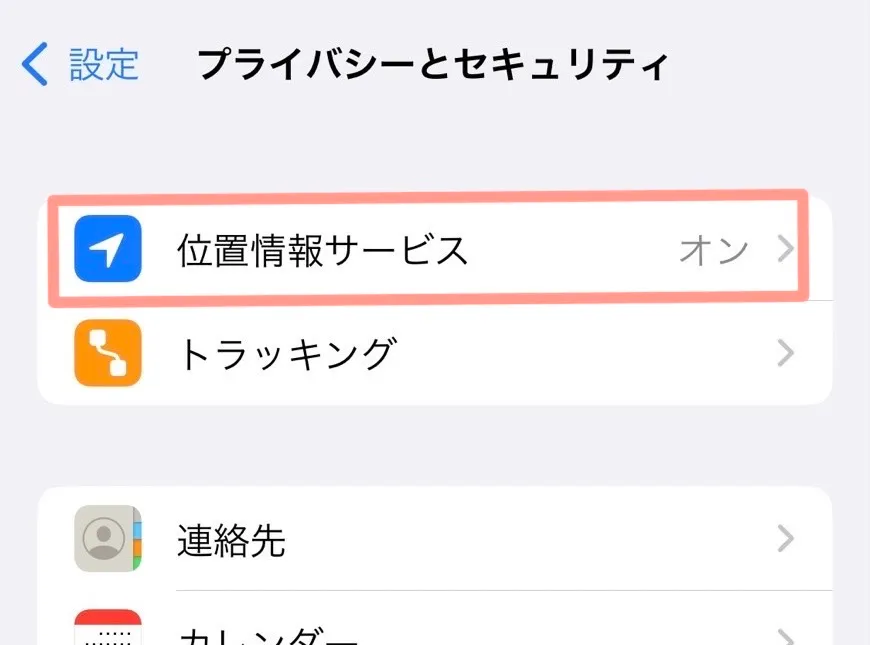 設定 プライバシーとセキュリティ
位置情報サービス オン
トラッキング
連絡先
カレンダー